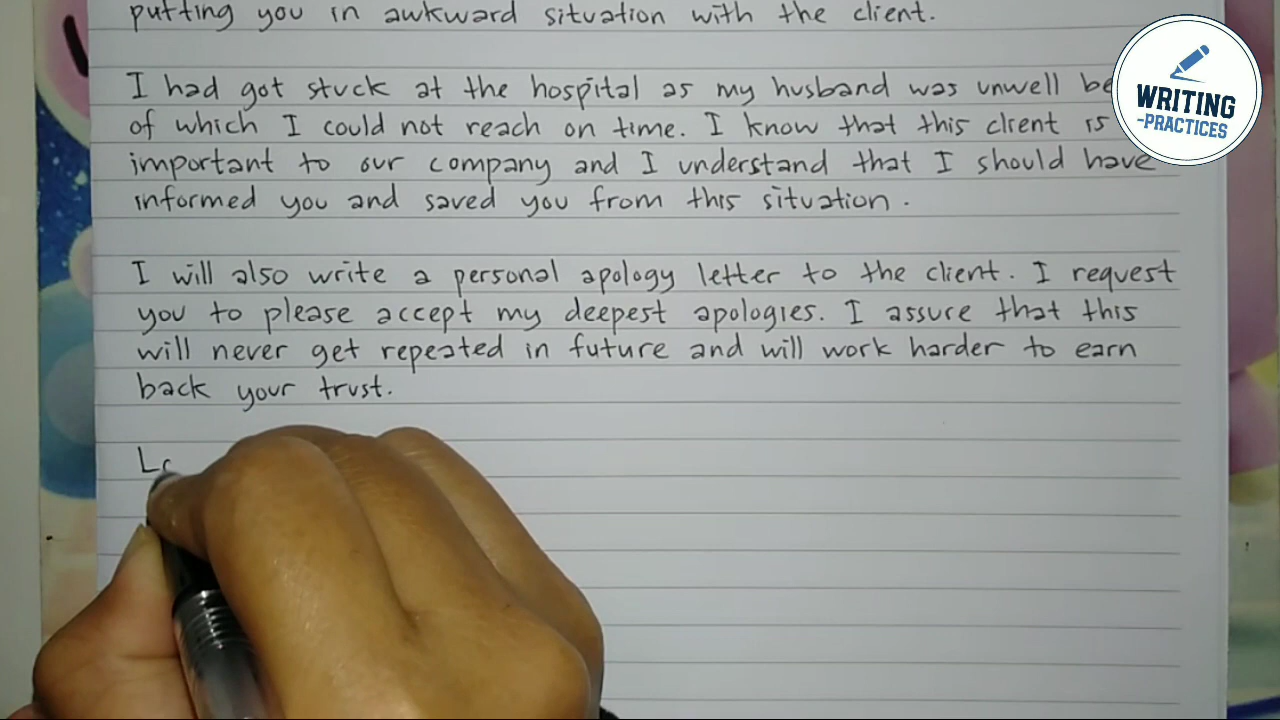 putting you in awkward situation with the client.
I had got stuck at the hospital as my husband was unwell
of which I could not reach on time. I know that this client is
important to our company and I understand that I should have
informed you and saved you from this situation.
I will also write a personal apology letter to the client. I request
you to please accept my deepest apologies. I assure that this
will never get repeated in future and will work harder to earn
back your trust.
WRITING
-PRACTICES